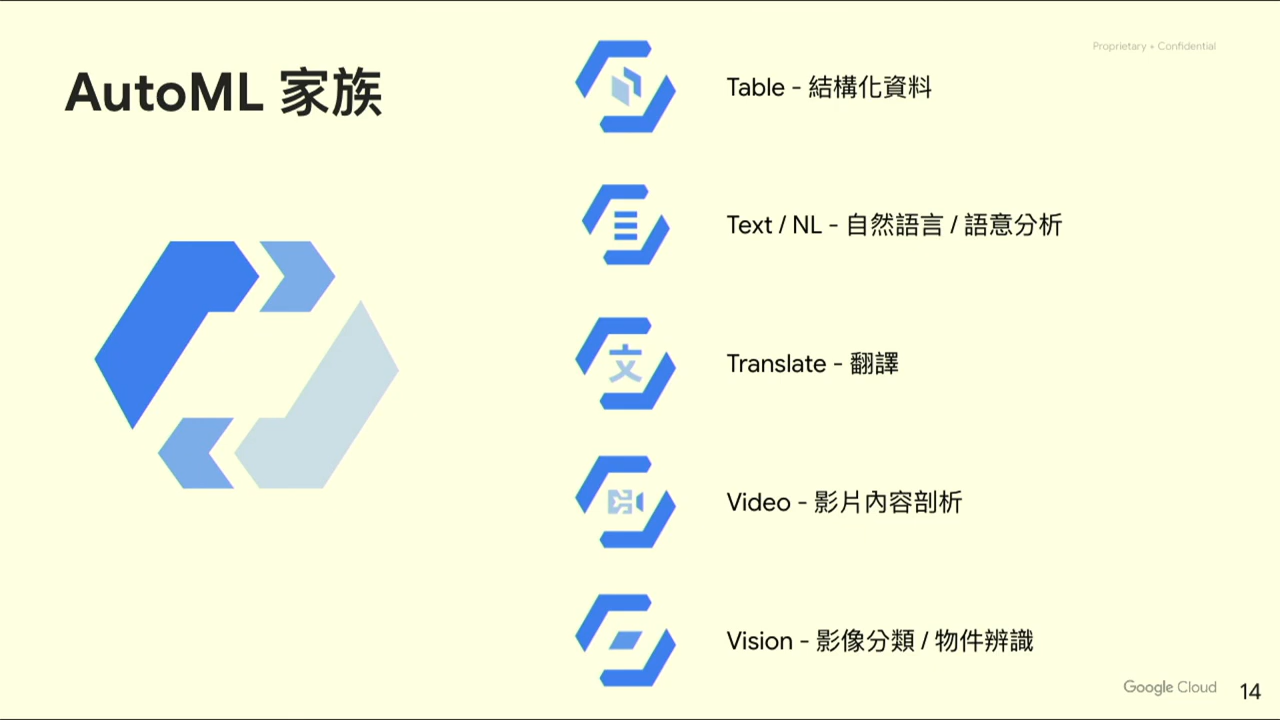 Proprietary + Confidential
AutoML 家族
Table - 結構化資料
Text / NL - 自然語言 / 語意分析
Translate - 翻譯
文
Video - 影片內容剖析
Vision - 影像分類 / 物件辨識
Google Cloud
14